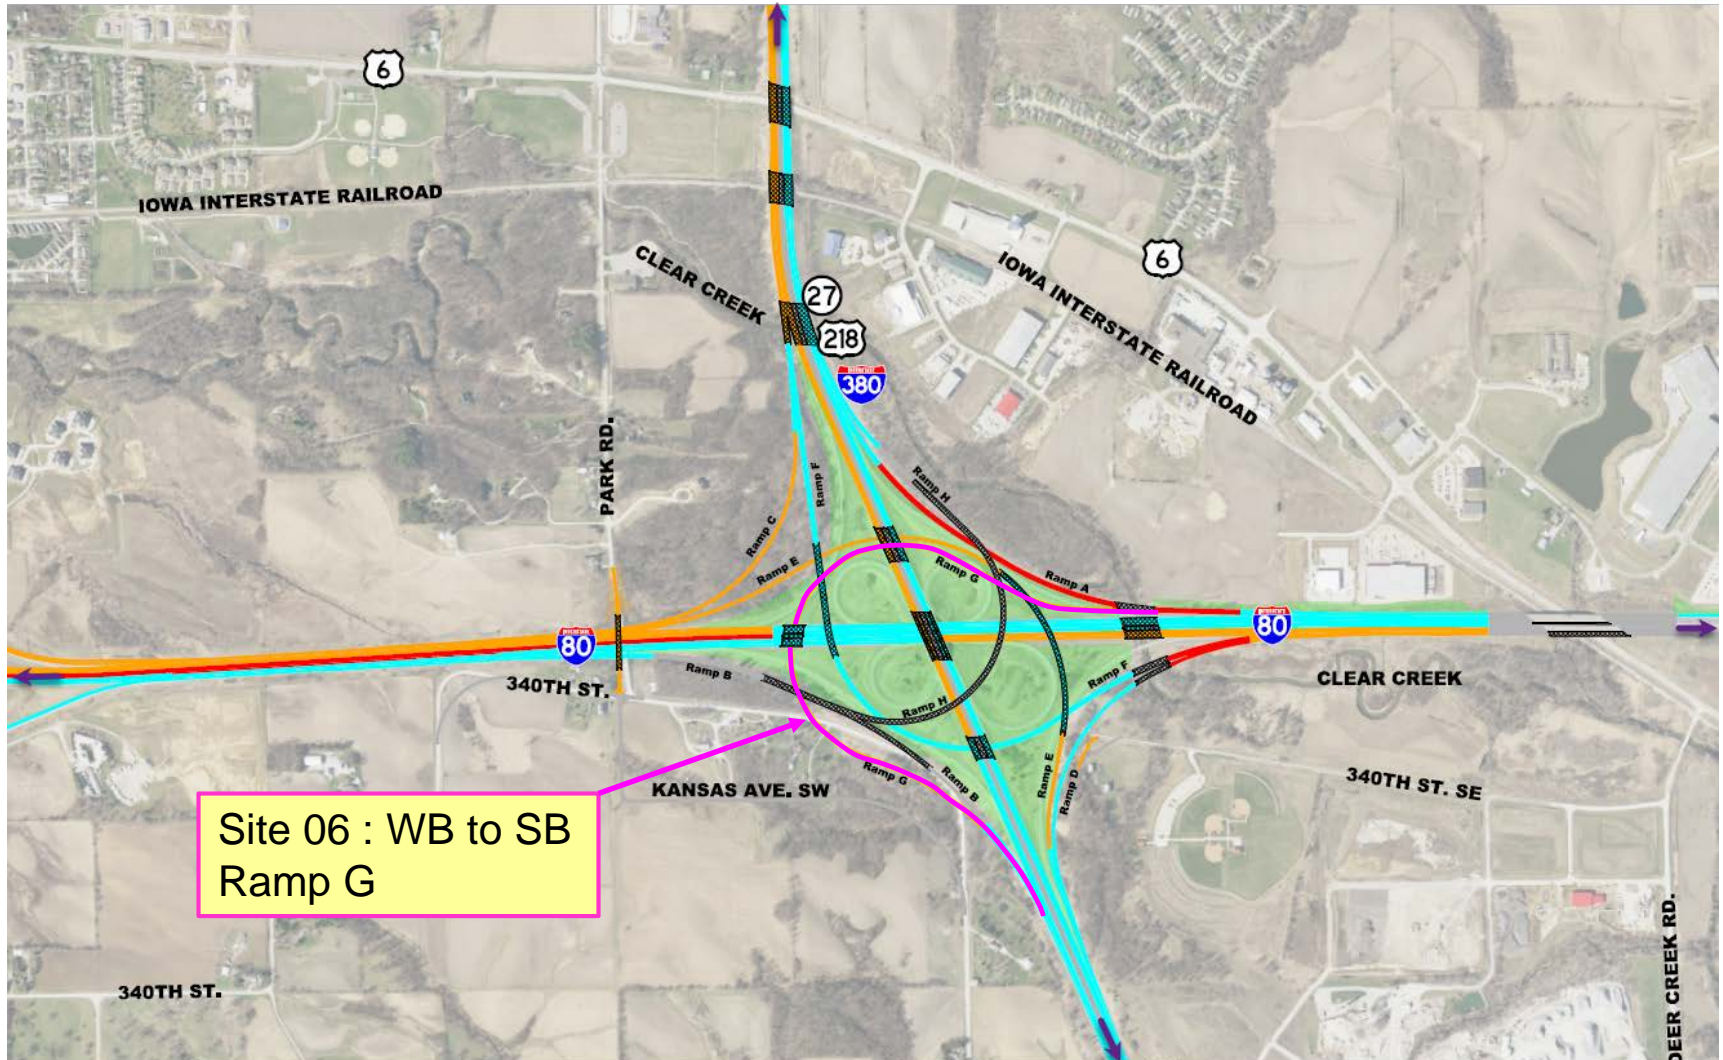 6
IOWA INTERSTATE RAILROAD
CLEAR CREEK
6
IOWA INTERSTATE RAILROAD
27
218
380
PARK RD.
Ramp F
Ramp H
Ramp C
Ramp E
Ramp G
Ramp A
80
80
340TH ST.
Ramp B
Ramp H
Ramp F
CLEAR CREEK
Ramp G
Ramp B
Ramp E
Ramp D
KANSAS AVE. SW
340TH ST. SE
Site 06 : WB to SB
Ramp G
340TH ST.
DEER CREEK RD.